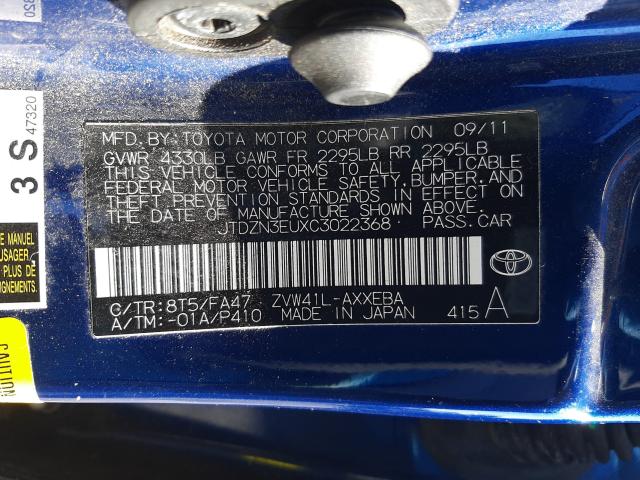 MFD. BY: TOYOTA MOTOR CORPORATION 09/11
GVWR 4330LB GAWR FR 2295LB RR 2295LB
THIS VEHICLE CONFORMS TO ALL APPLICABLE
FEDERAL MOTOR VEHICLE SAFETY, BUMPER, AND
THEFT PREVENTION STANDARDS IN EFFECT ON
THE DATE OF MANUFACTURE SHOWN ABOVE.
JTDZN3EUXC3022368 PASS. CAR
C/TR: 8T5/FA47 ZVW41L-AXXEBA
A/TM: -01A/P410 MADE IN JAPAN 415 A
3 S
47320
E MANUEL
USAGER.
E PLUS